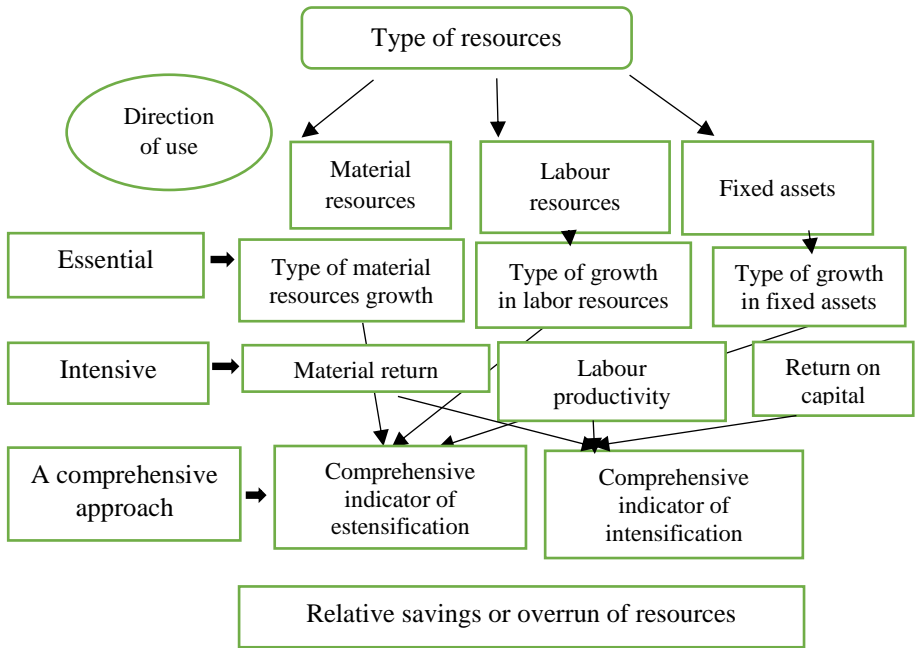 Type of resources
Direction
of use
Material
resources
Labour
resources
Fixed assets
Essential
Type of material
resources growth
Type of growth
in labor resources
Type of growth
in fixed assets
Intensive
Material return
Labour
productivity
Return on
capital
A comprehensive
approach
Comprehensive
indicator of
estensification
Comprehensive
indicator of
intensification
Relative savings or overrun of resources